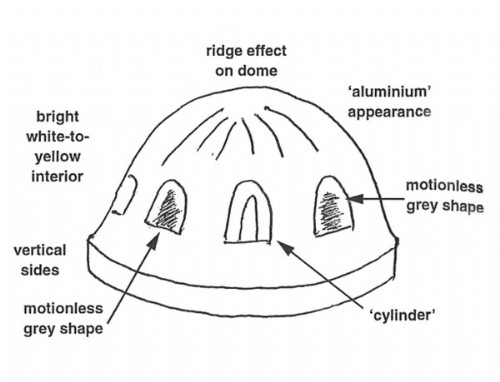 ridge effect
on dome
'aluminium'
appearance
bright
white-to-
yellow
interior
motionless
grey shape
vertical
sides
motionless
grey shape
'cylinder'